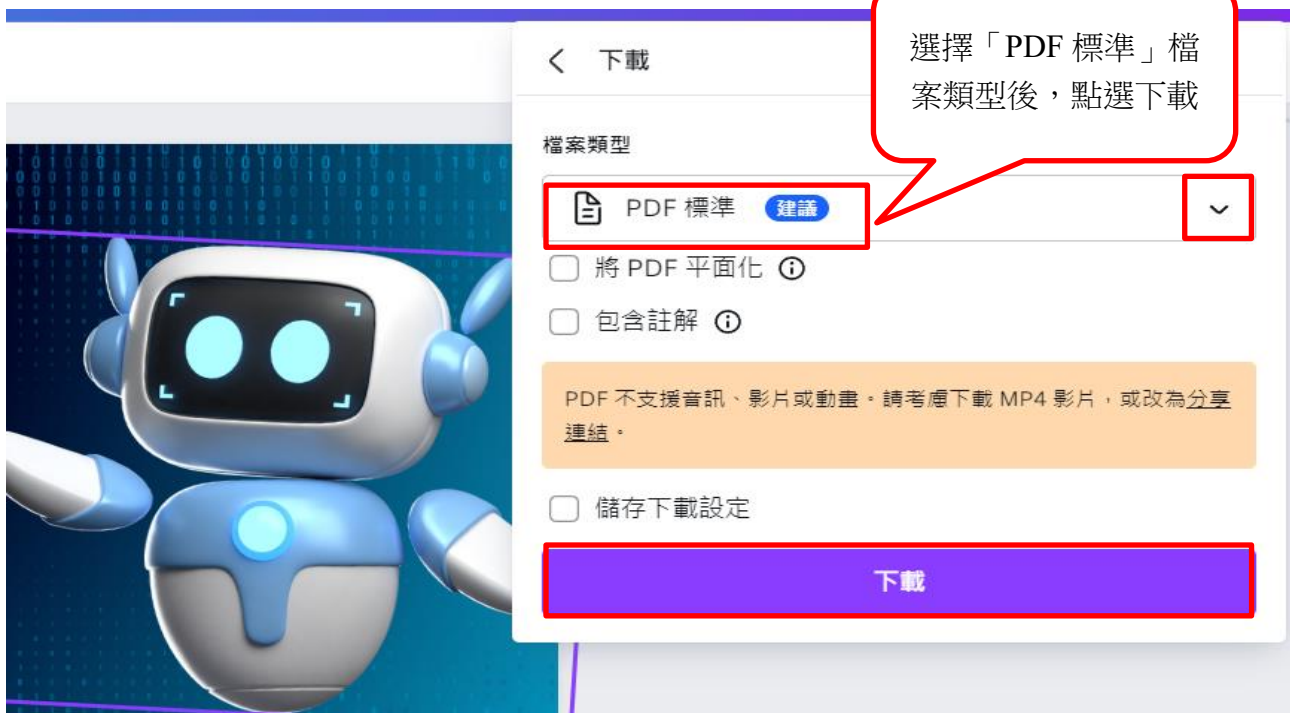 選擇「PDF 標準」檔
案類型後，點選下載
下載
檔案類型
PDF 標準 建議
將 PDF 平面化
包含註解
PDF 不支援音訊、影片或動畫。請考慮下載 MP4 影片，或改為分享
連結。
儲存下載設定
下載